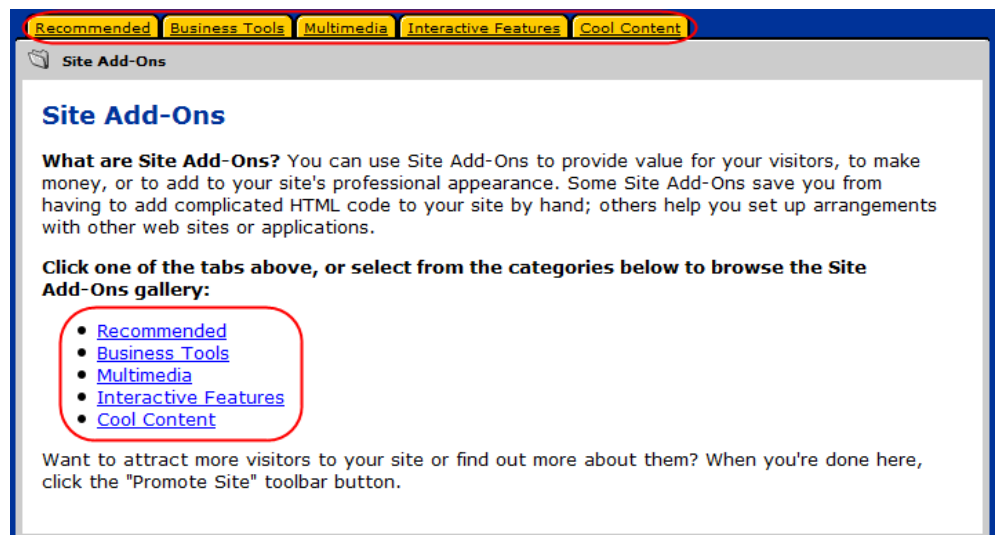 Recommended Business Tools Multimedia Interactive Features Cool Content
Site Add-Ons
Site Add-Ons
What are Site Add-Ons? You can use Site Add-Ons to provide value for your visitors, to make
money, or to add to your site's professional appearance. Some Site Add-Ons save you from
having to add complicated HTML code to your site by hand; others help you set up arrangements
with other web sites or applications.
Click one of the tabs above, or select from the categories below to browse the Site
Add-Ons gallery:
• Recommended
• Business Tools
• Multimedia
• Interactive Features
• Cool Content
Want to attract more visitors to your site or find out more about them? When you're done here,
click the "Promote Site" toolbar button.